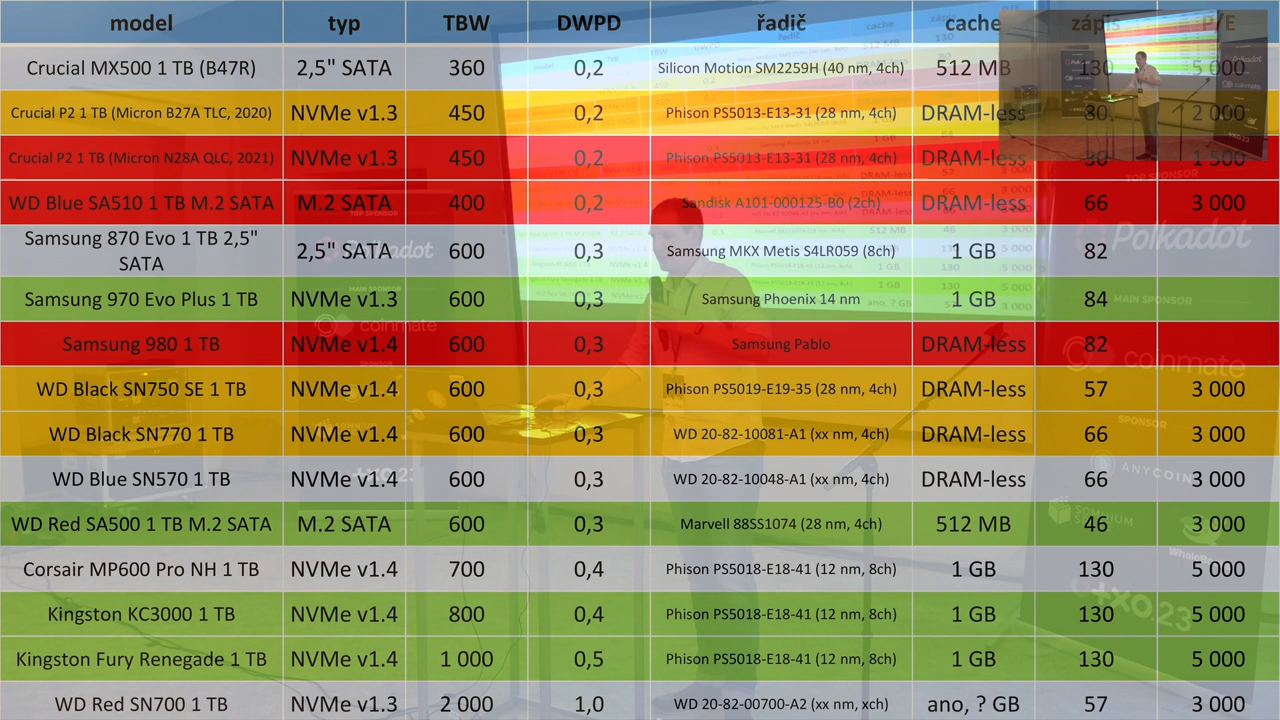 model typ TBW DWPD řadič cache zápis P/E
Crucial MX500 1 TB (B47R) 2,5" SATA 360 0,2 Silicon Motion SM2259H (40 nm, 4ch) 512 MB 130 5 000
Crucial P2 1 TB (Micron B27A TLC, 2020) NVMe v1.3 450 0,2 Phison PS5013-E13-31 (28 nm, 4ch) DRAM-less 80 2 000
Crucial P2 1 TB (Micron N28A QLC, 2021) NVMe v1.3 450 0,2 Phison PS5013-E13-31 (28 nm, 4ch) DRAM-less 30 1 500
WD Blue SA510 1 TB M.2 SATA M.2 SATA 400 0,2 Sandisk A101-000125-B0 (2ch) DRAM-less 66 3 000
Samsung 870 Evo 1 TB 2,5"
SATA 2,5" SATA 600 0,3 Samsung MKX Metis S4LR059 (8ch) 1 GB 82
Samsung 970 Evo Plus 1 TB NVMe v1.3 600 0,3 Samsung Phoenix 14 nm 1 GB 84
Samsung 980 1 TB NVMe v1.4 600 0,3 Samsung Pablo DRAM-less 82
WD Black SN750 SE 1 TB NVMe v1.4 600 0,3 Phison PS5019-E19-35 (28 nm, 4ch) DRAM-less 57 3 000
WD Black SN770 1 TB NVMe v1.4 600 0,3 WD 20-82-10081-A1 (xx nm, 4ch) DRAM-less 66 3 000
WD Blue SN570 1 TB NVMe v1.4 600 0,3 WD 20-82-10048-A1 (xx nm, 4ch) DRAM-less 66 3 000
WD Red SA500 1 TB M.2 SATA M.2 SATA 600 0,3 Marvell 88SS1074 (28 nm, 4ch) 512 MB 46 3 000
Corsair MP600 Pro NH 1 TB NVMe v1.4 700 0,4 Phison PS5018-E18-41 (12 nm, 8ch) 1 GB 130 5 000
Kingston KC3000 1 TB NVMe v1.4 800 0,4 Phison PS5018-E18-41 (12 nm, 8ch) 1 GB 130 5 000
Kingston Fury Renegade 1 TB NVMe v1.4 1 000 0,5 Phison PS5018-E18-41 (12 nm, 8ch) 1 GB 130 5 000
WD Red SN700 1 TB NVMe v1.3 2 000 1,0 WD 20-82-00700-A2 (xx nm, xch) ano, ? GB 57 3 000
TOP SPONSOR
Polkadot
MAIN SPONSOR
coinmate
SPONSOR
ANYCOIN
SOMNIUM
utxo.23